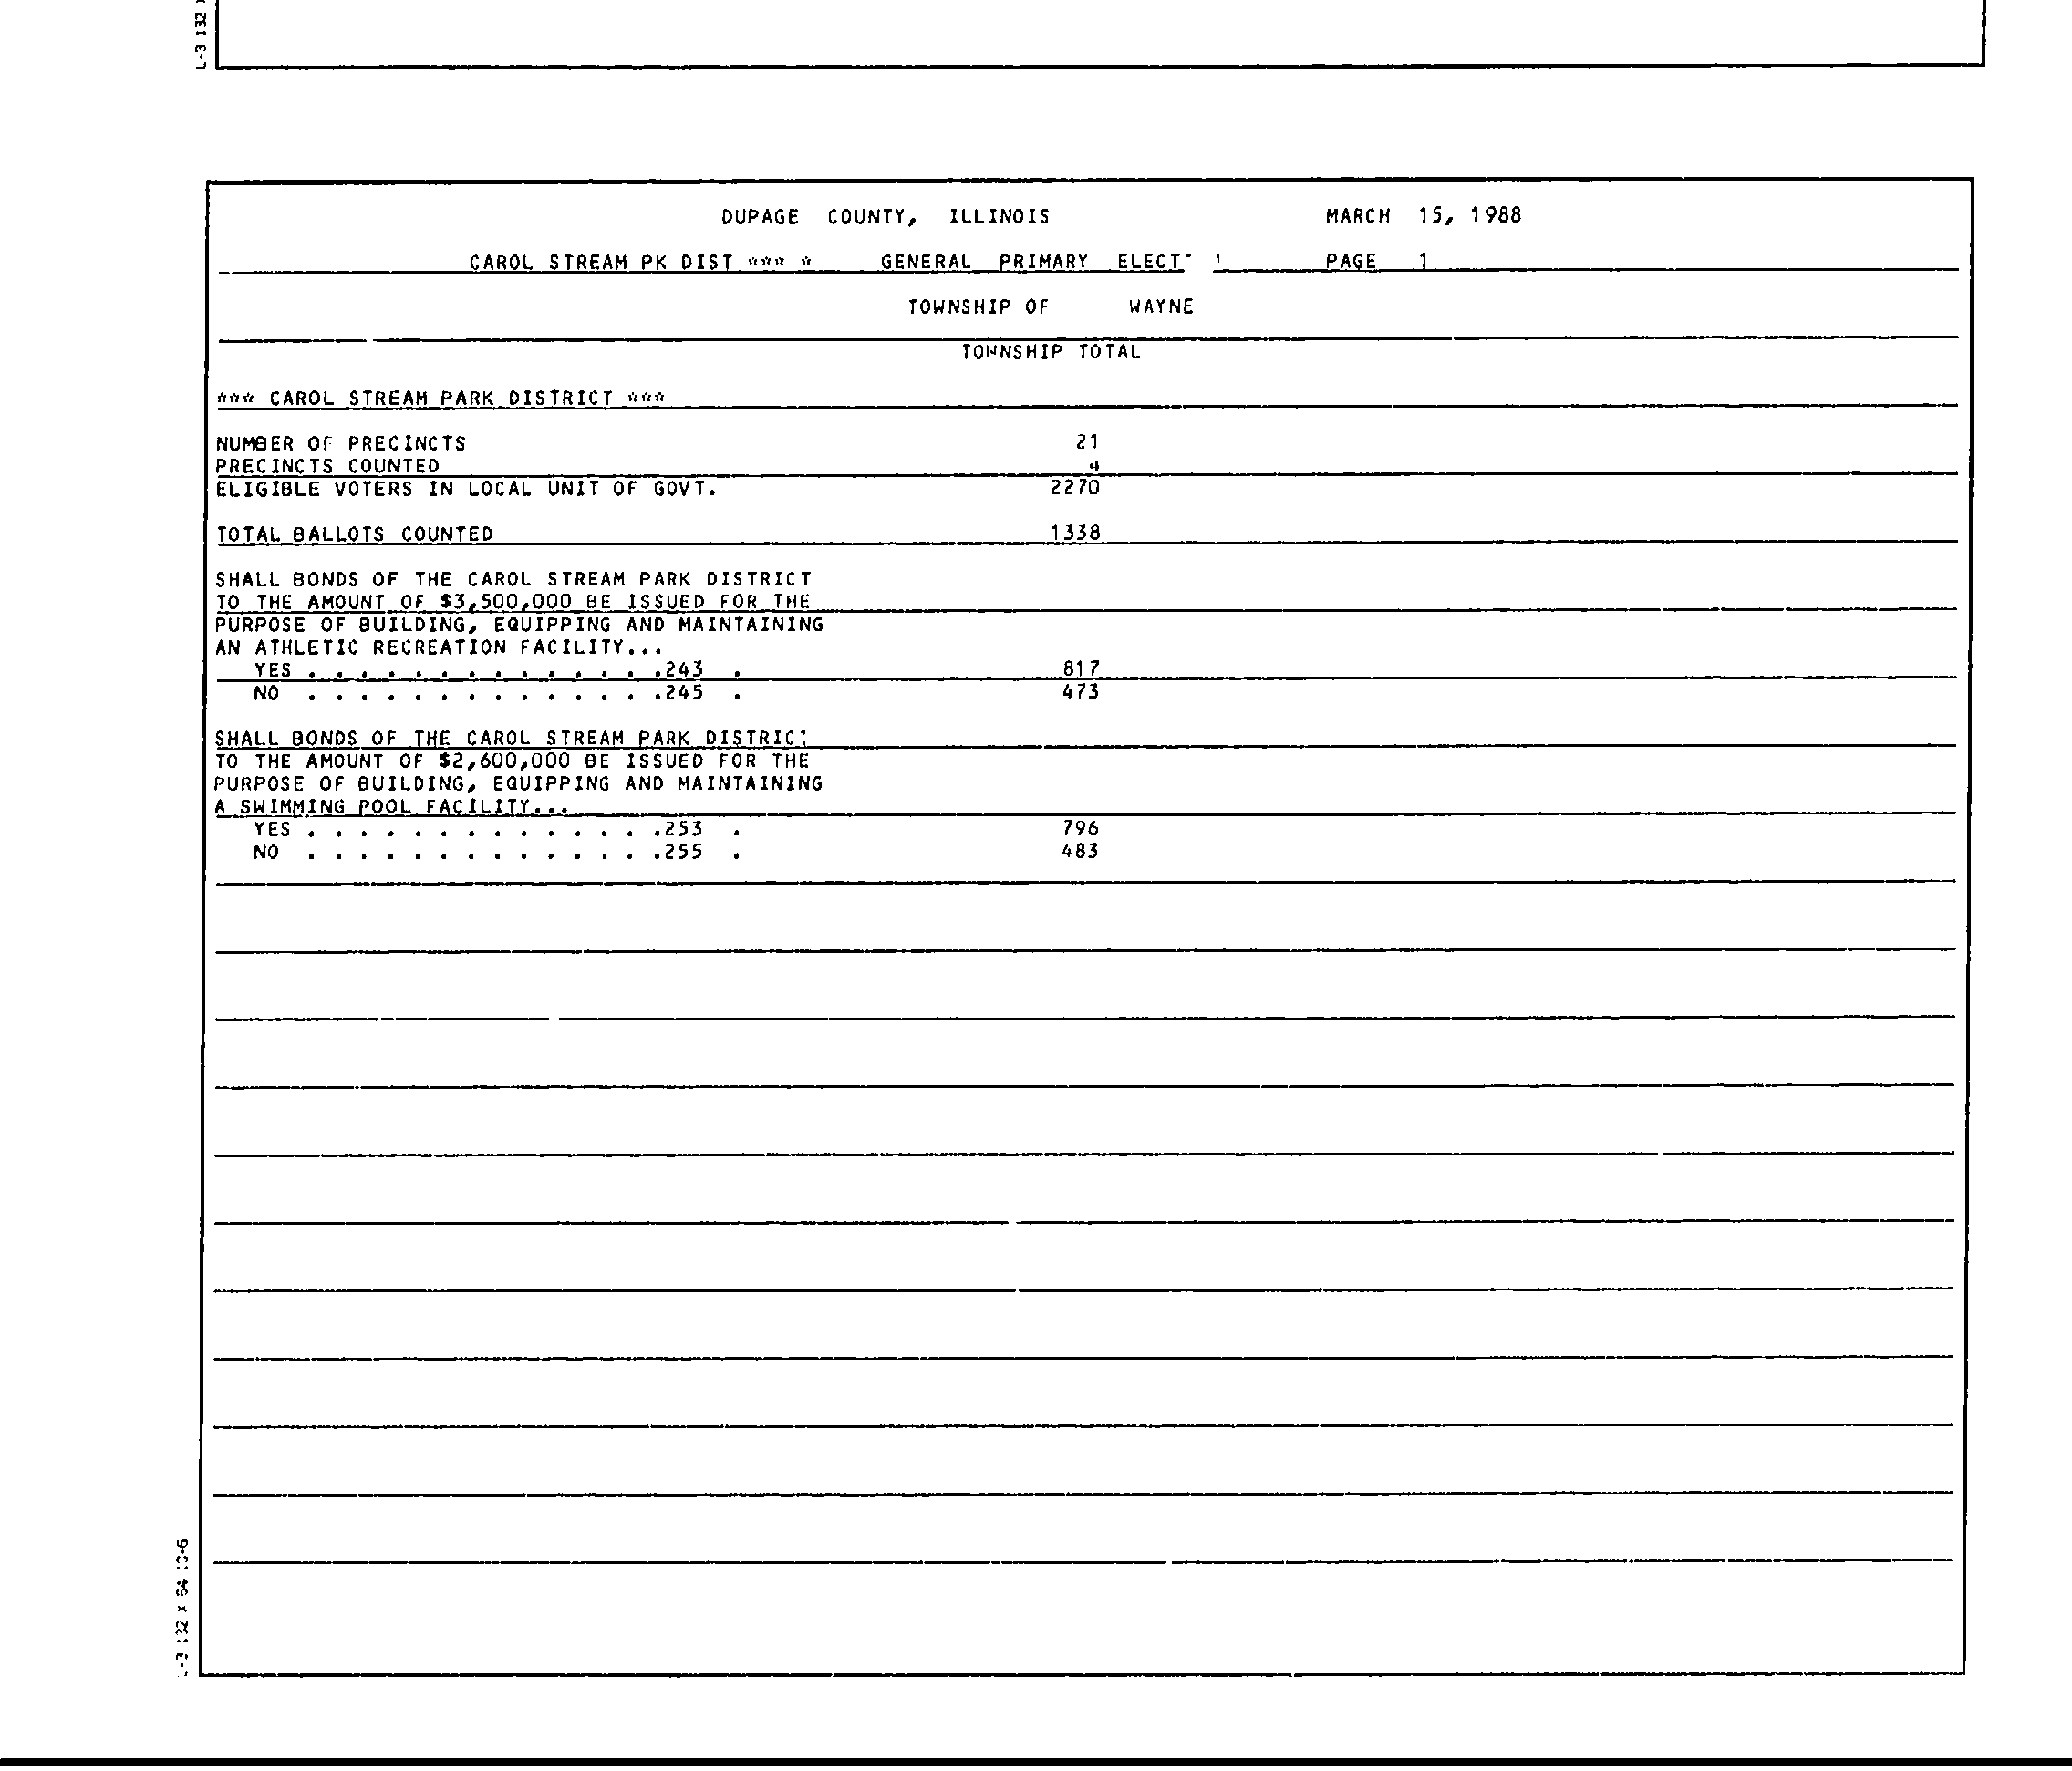 L-3 132
DUPAGE COUNTY, ILLINOIS MARCH 15, 1988
CAROL STREAM PK DIST *** * GENERAL PRIMARY PAGE 1
TOWNSHIP OF WAYNE
TOWNSHIP TOTAL
*** CAROL STREAM PARK DISTRICT ***
NUMBER OF PRECINCTS 21
PRECINCTS COUNTED 4
ELIGIBLE VOTERS IN LOCAL UNIT OF GOVT. 2270
TOTAL BALLOTS COUNTED 1338
SHALL BONDS OF THE CAROL STREAM PARK DISTRICT
TO THE AMOUNT OF $3,500,000 BE ISSUED FOR THE
PURPOSE OF BUILDING, EQUIPPING AND MAINTAINING
AN ATHLETIC RECREATION FACILITY...
YES . . . . . . . . . . . . . .243 . 817
NO . . . . . . . . . . . . . .245 . 473
SHALL BONDS OF THE CAROL STREAM PARK DISTRICT
TO THE AMOUNT OF $2,600,000 BE ISSUED FOR THE
PURPOSE OF BUILDING, EQUIPPING AND MAINTAINING
A SWIMMING POOL FACILITY...
YES . . . . . . . . . . . . . .253 . 796
NO . . . . . . . . . . . . . .255 . 483
L-3 132 X 64 10-6